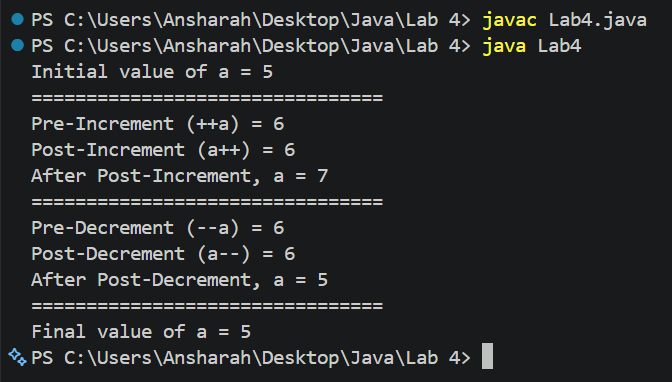 PS C:\Users\Ansharah\Desktop\Java\Lab 4> javac Lab4.java
PS C:\Users\Ansharah\Desktop\Java\Lab 4> java Lab4
Initial value of a = 5
================================
Pre-Increment (++a) = 6
Post-Increment (a++) = 6
After Post-Increment, a = 7
================================
Pre-Decrement (--a) = 6
Post-Decrement (a--) = 6
After Post-Decrement, a = 5
================================
Final value of a = 5
PS C:\Users\Ansharah\Desktop\Java\Lab 4>